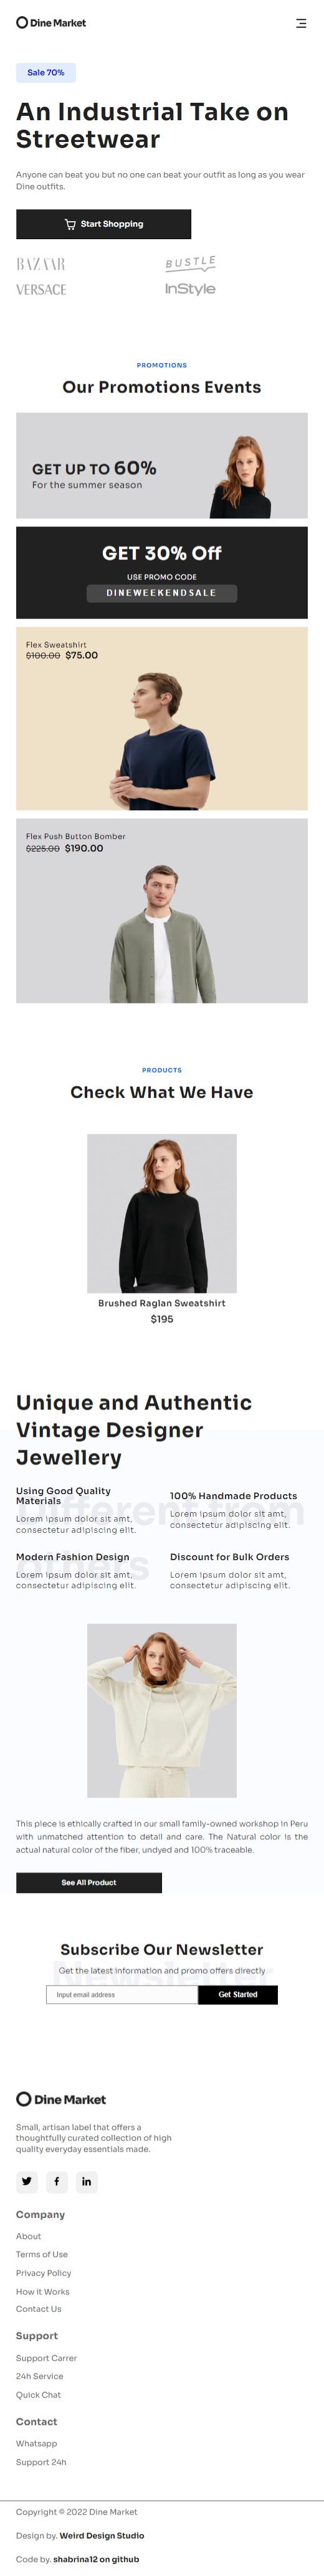 Dine Market
Sale 70%
An Industrial Take on
Streetwear
Anyone can beat you but no one can beat your outfit as long as you wear
Dine outfits.
Start Shopping
BAZAAR
BUSTLE
VERSACE
InStyle
PROMOTIONS
Our Promotions Events
GET UP TO 60%
For the summer season
GET 30% Off
USE PROMO CODE
DINEWEEKENDSALE
Flex Sweatshirt
$100.00 $75.00
Flex Push Button Bomber
$225.00 $190.00
PRODUCTS
Check What We Have
Brushed Raglan Sweatshirt
$195
Unique and Authentic
Vintage Designer
Jewellery
Different from
others
Using Good Quality
Materials
Lorem ipsum dolor sit amt,
consectetur adipiscing elit.
100% Handmade Products
Lorem ipsum dolor sit amt,
consectetur adipiscing elit.
Modern Fashion Design
Lorem ipsum dolor sit amt,
consectetur adipiscing elit.
Discount for Bulk Orders
Lorem ipsum dolor sit amt,
consectetur adipiscing elit.
This piece is ethically crafted in our small family-owned workshop in Peru
with unmatched attention to detail and care. The Natural color is the
actual natural color of the fiber, undyed and 100% traceable.
See All Product
Newsletter
Subscribe Our Newsletter
Get the latest information and promo offers directly
Input email address
Get Started
Dine Market
Small, artisan label that offers a
thoughtfully curated collection of high
quality everyday essentials made.
Company
About
Terms of Use
Privacy Policy
How it Works
Contact Us
Support
Support Carrer
24h Service
Quick Chat
Contact
Whatsapp
Support 24h
Copyright © 2022 Dine Market
Design by. Weird Design Studio
Code by. shabrina12 on github